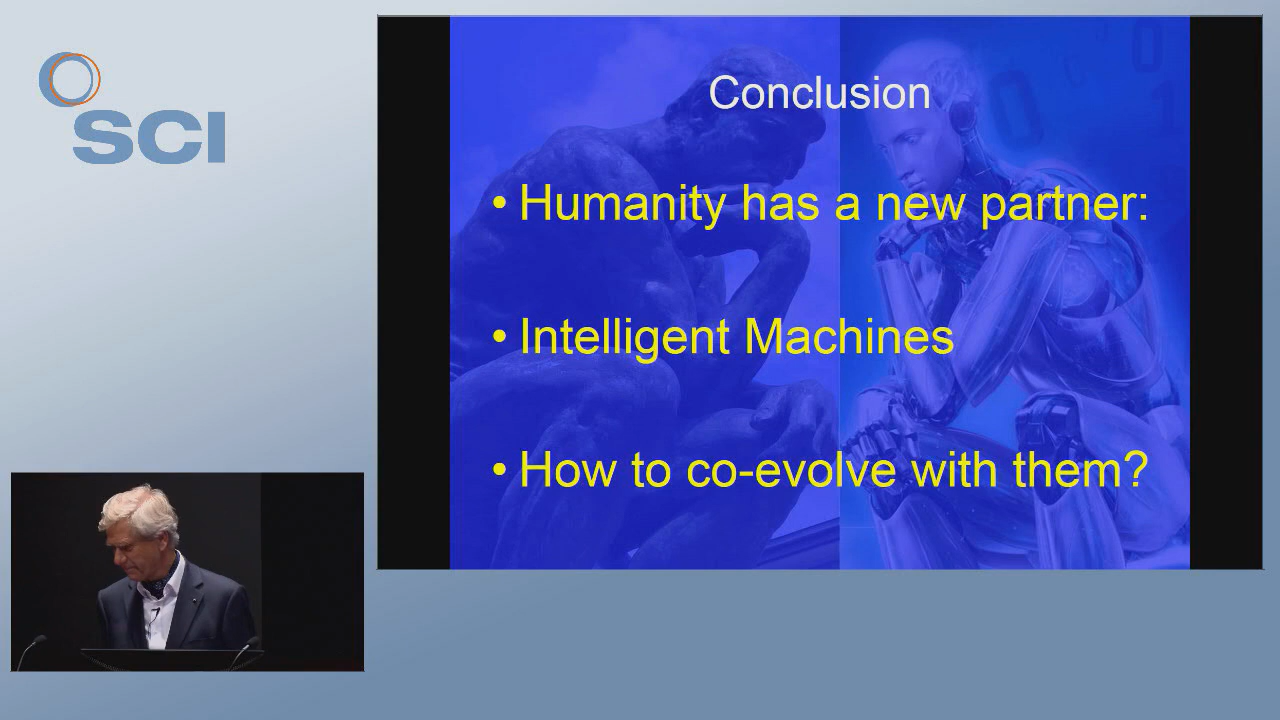 SCI
Conclusion
• Humanity has a new partner:
• Intelligent Machines
• How to co-evolve with them?